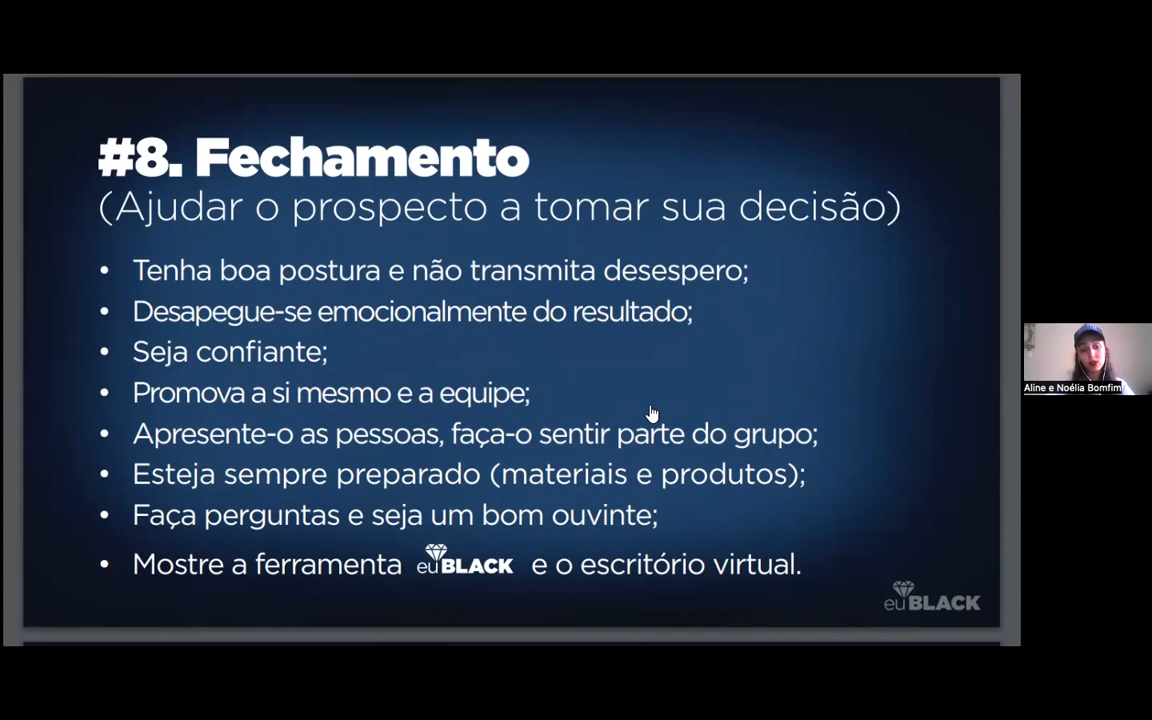 #8. Fechamento
(Ajudar o prospecto a tomar sua decisão)
• Tenha boa postura e não transmita desespero;
• Desapegue-se emocionalmente do resultado;
• Seja confiante;
• Promova a si mesmo e a equipe;
• Apresente-o as pessoas, faça-o sentir parte do grupo;
• Esteja sempre preparado (materiais e produtos);
• Faça perguntas e seja um bom ouvinte;
• Mostre a ferramenta euBLACK e o escritório virtual.
euBLACK
Aline e Noélia Bomfim